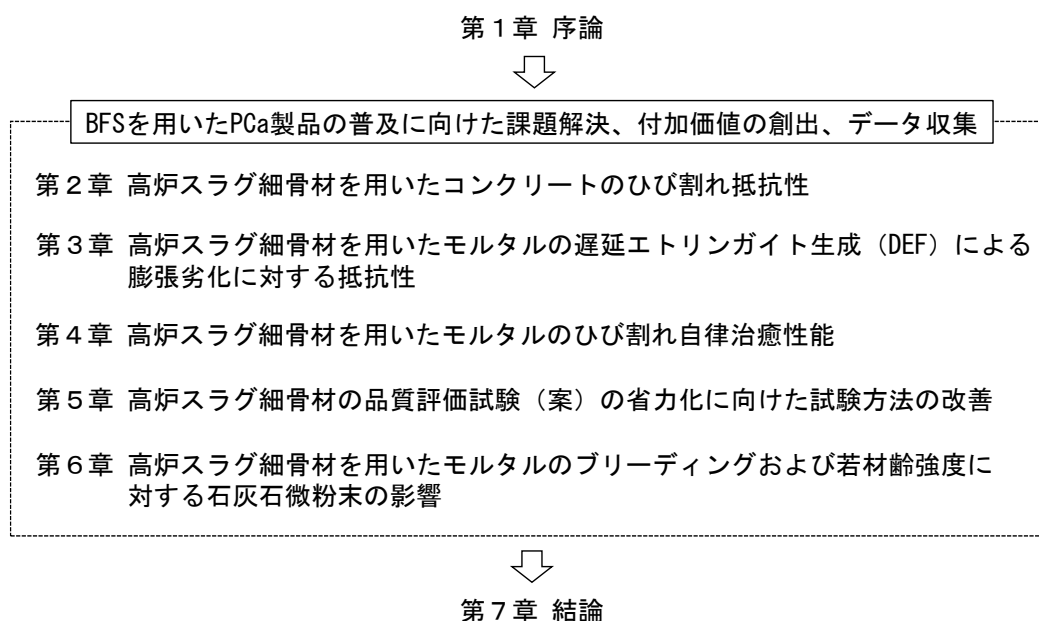 第１章 序論
BFSを用いたPCa製品の普及に向けた課題解決、付加価値の創出、データ収集
第２章 高炉スラグ細骨材を用いたコンクリートのひび割れ抵抗性
第３章 高炉スラグ細骨材を用いたモルタルの遅延エトリンガイト生成（DEF）による
膨張劣化に対する抵抗性
第４章 高炉スラグ細骨材を用いたモルタルのひび割れ自律治癒性能
第５章 高炉スラグ細骨材の品質評価試験（案）の省力化に向けた試験方法の改善
第６章 高炉スラグ細骨材を用いたモルタルのブリーディングおよび若材齢強度に
対する石灰石微粉末の影響
第７章 結論